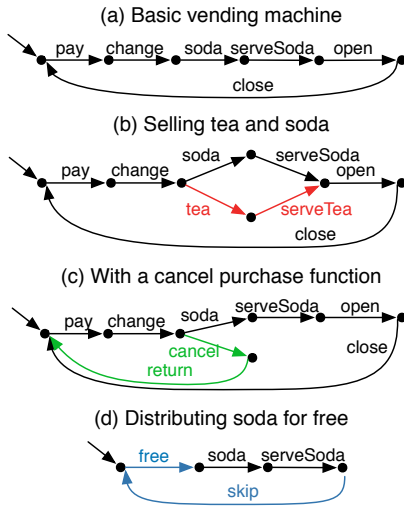 (a) Basic vending machine
pay change soda serveSoda open
close
(b) Selling tea and soda
soda serveSoda
pay change open
tea serveTea
close
(c) With a cancel purchase function
serveSoda open
pay change soda
cancel close
return
(d) Distributing soda for free
free soda serveSoda
skip